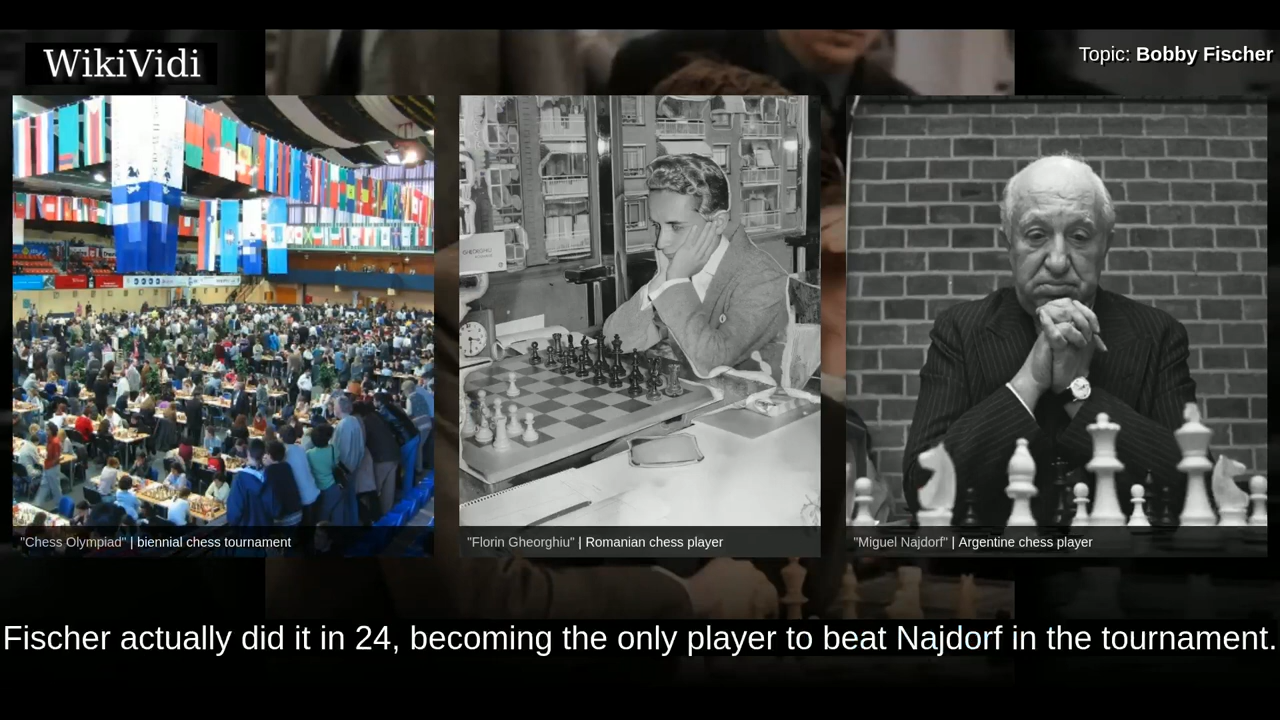 WikiVidi
Topic: Bobby Fischer
GHEORGHIU
"Chess Olympiad" | biennial chess tournament
"Florin Gheorghiu" | Romanian chess player
"Miguel Najdorf" | Argentine chess player
Fischer actually did it in 24, becoming the only player to beat Najdorf in the tournament.